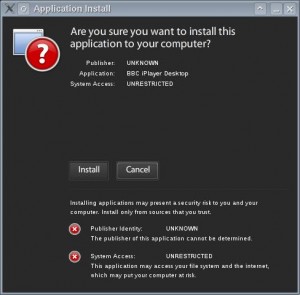 Application Install
Are you sure you want to install this
application to your computer?
Publisher: UNKNOWN
Application: BBC iPlayer Desktop
System Access: UNRESTRICTED
Install Cancel
Installing applications may present a security risk to you and your
computer. Install only from sources that you trust.
Publisher Identity: UNKNOWN
The publisher of this application cannot be determined.
System Access: UNRESTRICTED
This application may access your file system and the internet,
which may put your computer at risk.